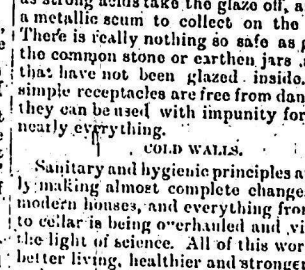 as strong acids take the glaze off, a
a metallic scum to collect on the
There is really nothing so safe as
the common stone or earthen jars
that have not been glazed inside.
simple receptacles are free from dan
they can be used with impunity for
nearly everything.
COLD WALLS.
Sanitary and hygienic principles a
ly making almost complete change
modern houses, and everything fro
to cellar is being overhauled and vi
the light of science. All of this wor
better living, healthier and stronger